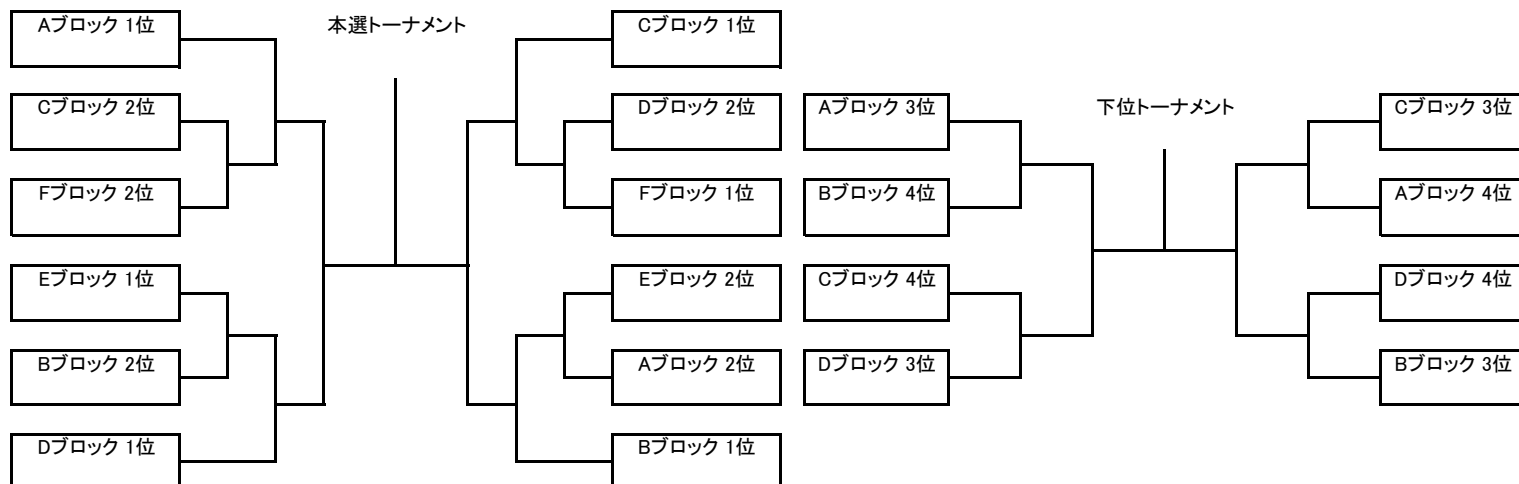 本選トーナメント
Aブロック 1位
Cブロック 2位
Fブロック 2位
Eブロック 1位
Bブロック 2位
Dブロック 1位
Cブロック 1位
Dブロック 2位
Fブロック 1位
Eブロック 2位
Aブロック 2位
Bブロック 1位
下位トーナメント
Aブロック 3位
Bブロック 4位
Cブロック 4位
Dブロック 3位
Cブロック 3位
Aブロック 4位
Dブロック 4位
Bブロック 3位